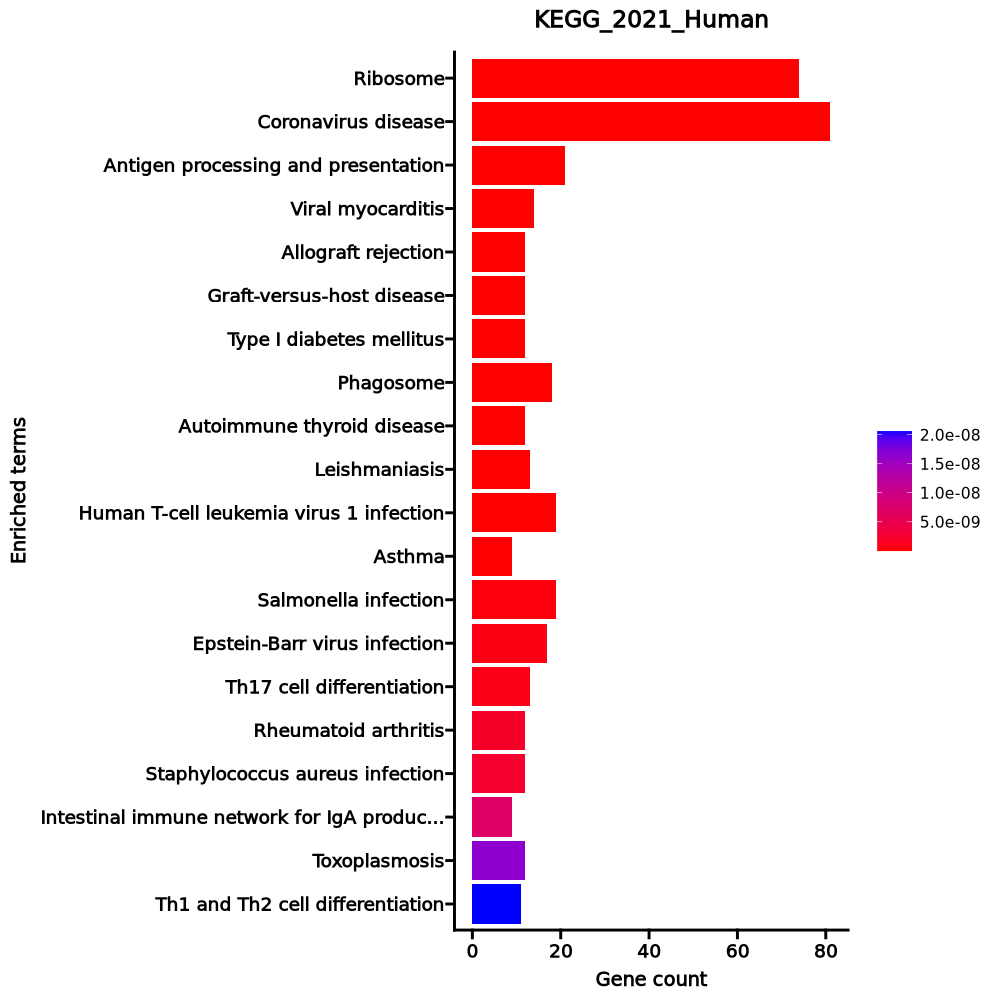 KEGG_2021_Human
Ribosome
Coronavirus disease
Antigen processing and presentation
Viral myocarditis
Allograft rejection
Graft-versus-host disease
Type I diabetes mellitus
Phagosome
Autoimmune thyroid disease
Leishmaniasis
Human T-cell leukemia virus 1 infection
Asthma
Salmonella infection
Epstein-Barr virus infection
Th17 cell differentiation
Rheumatoid arthritis
Staphylococcus aureus infection
Intestinal immune network for IgA produc...
Toxoplasmosis
Th1 and Th2 cell differentiation
Enriched terms
0 20 40 60 80
Gene count
2.0e-08
1.5e-08
1.0e-08
5.0e-09